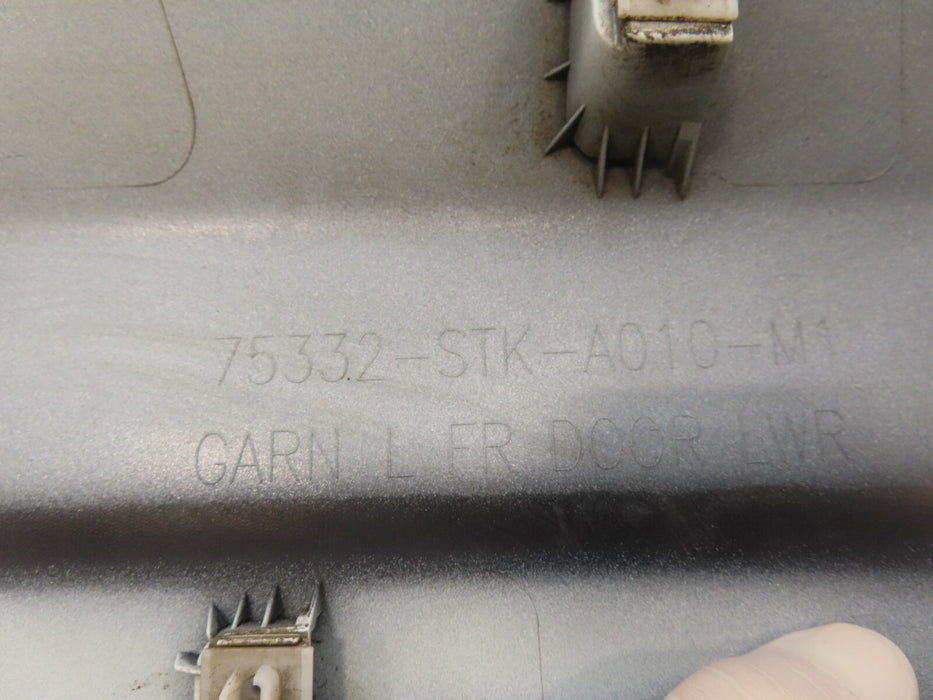 75332-STK-A010-M1
GARN L FR DOOR LWR